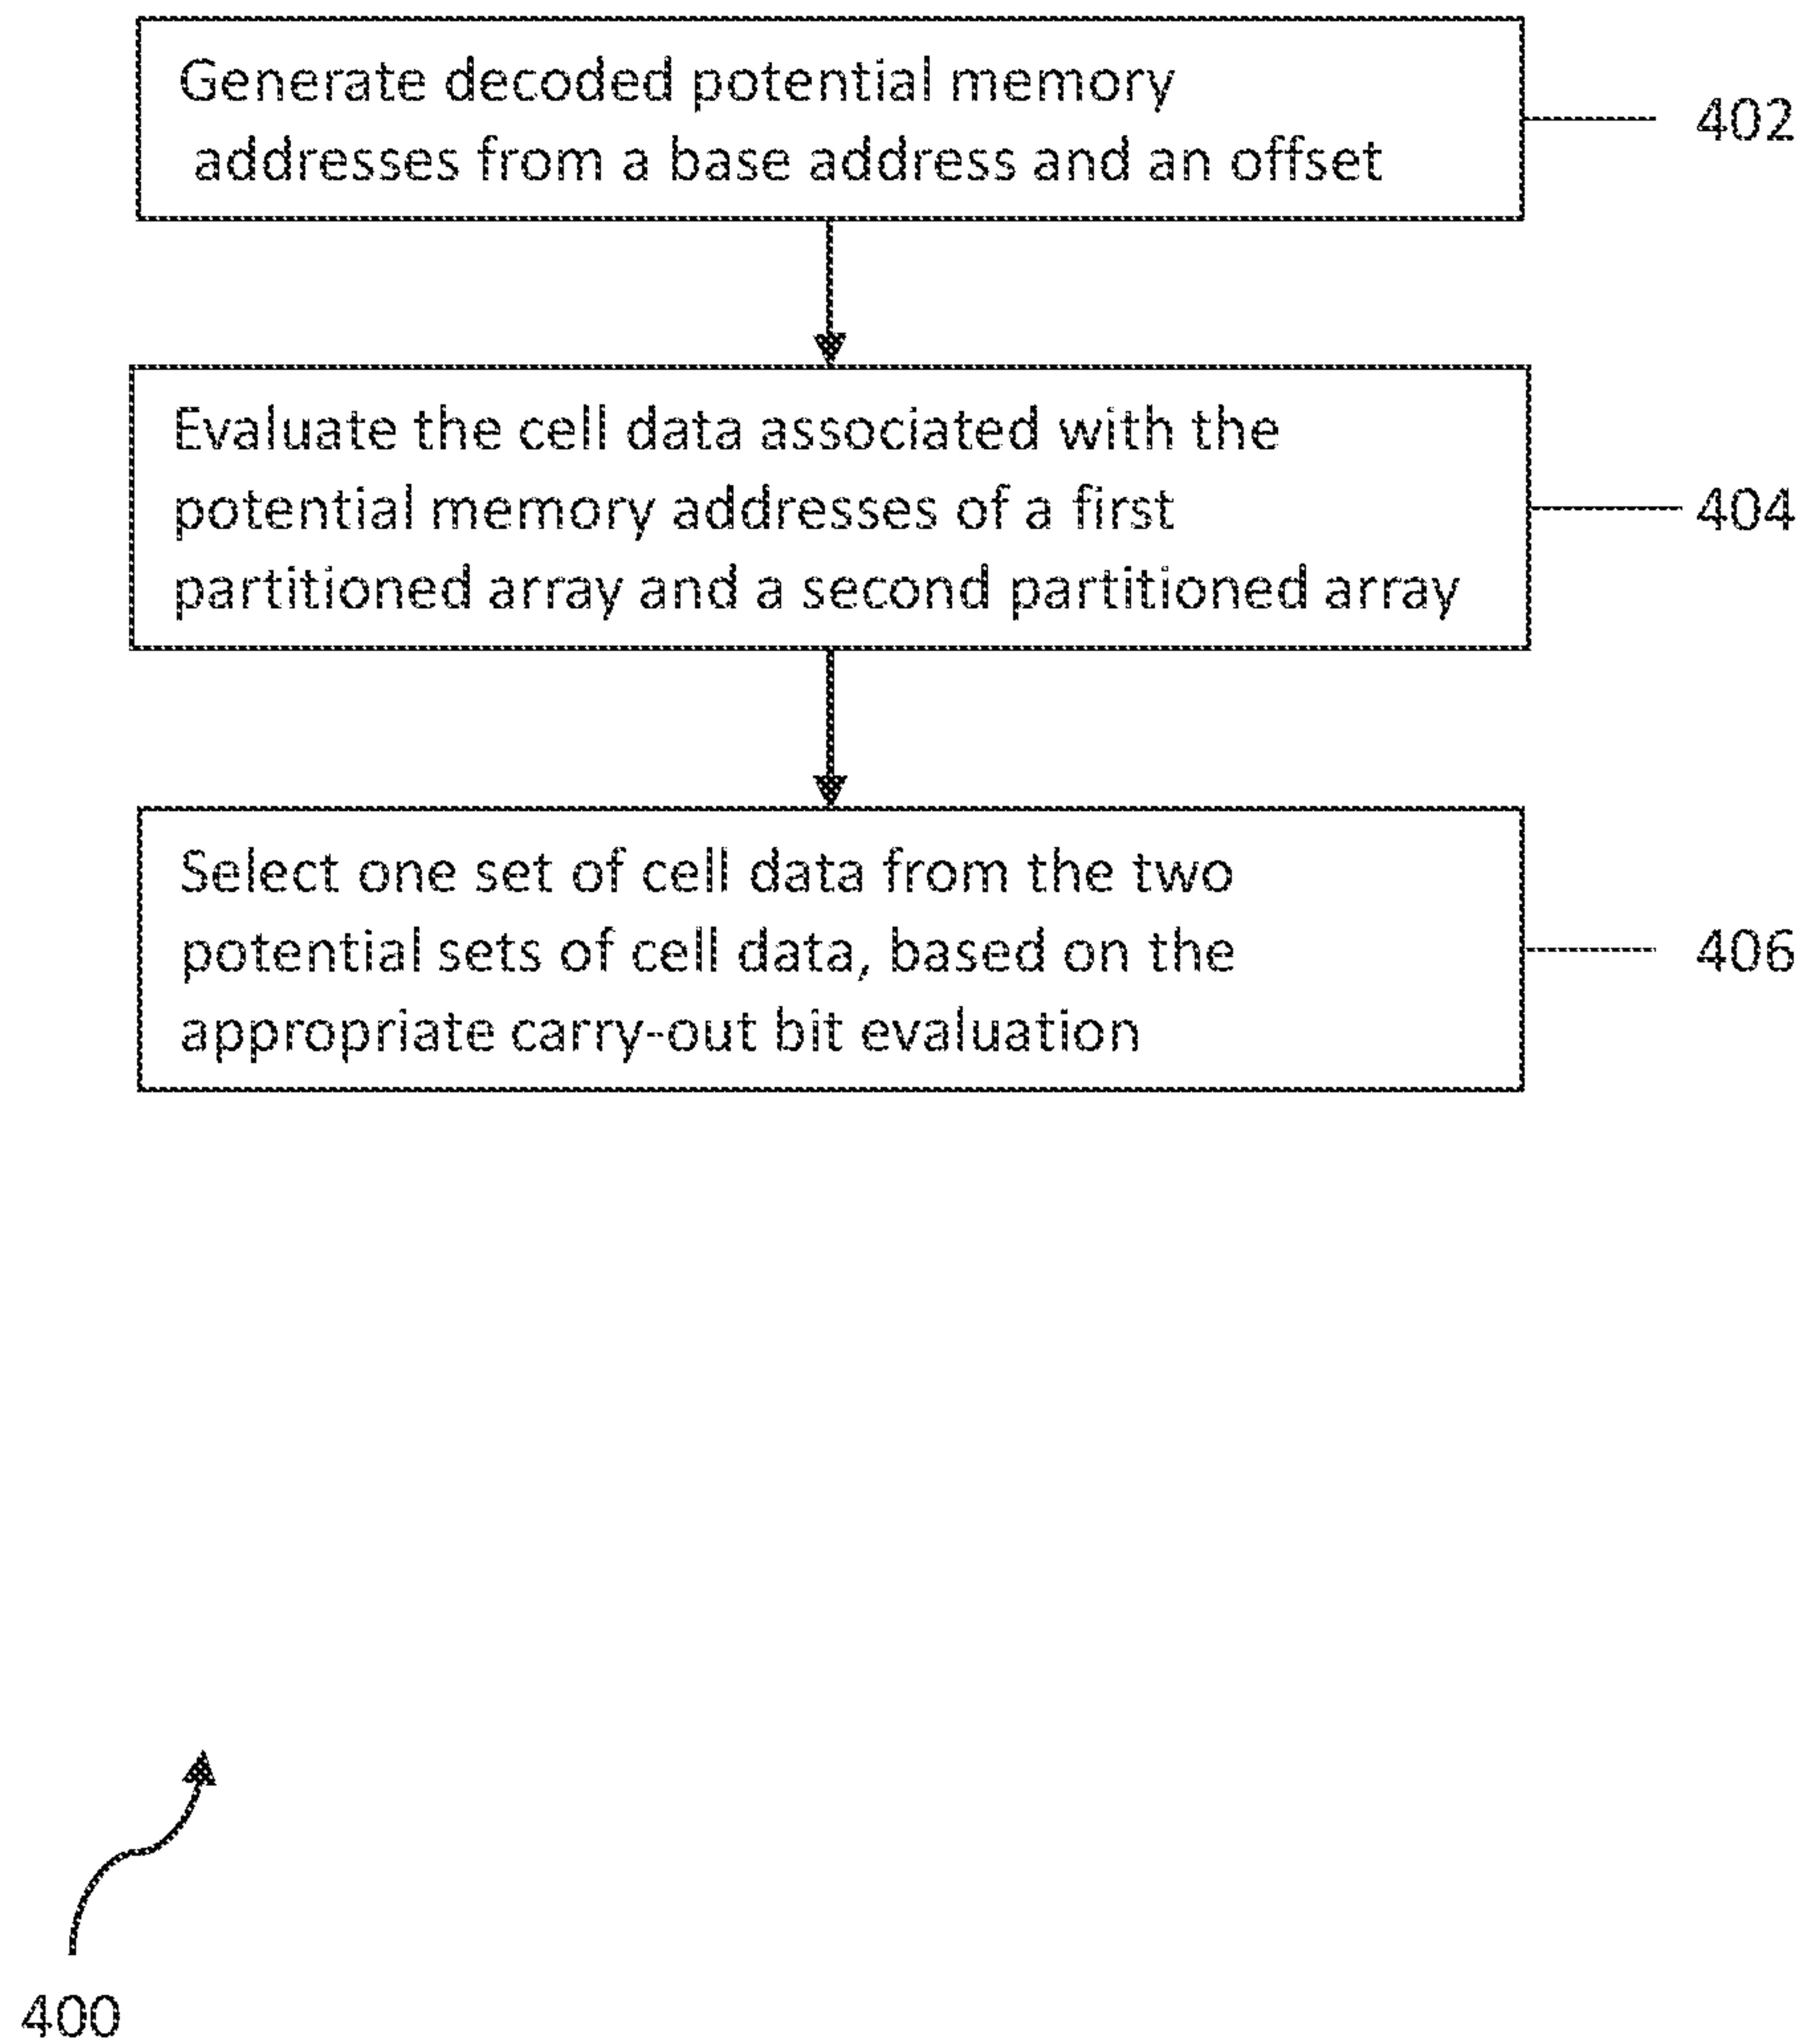 Generate decoded potential memory
addresses from a base address and an offset
402
Evaluate the cell data associated with the
potential memory addresses of a first
partitioned array and a second partitioned array
404
Select one set of cell data from the two
potential sets of cell data, based on the
appropriate carry-out bit evaluation
406
400